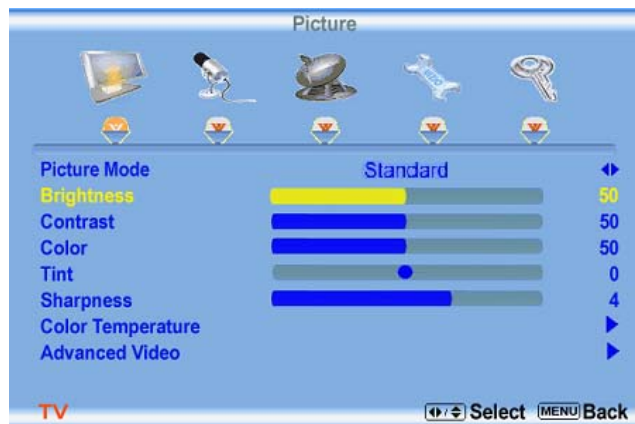 Picture
Picture Mode Standard
Brightness 50
Contrast 50
Color 50
Tint 0
Sharpness 4
Color Temperature
Advanced Video
TV Select MENU Back